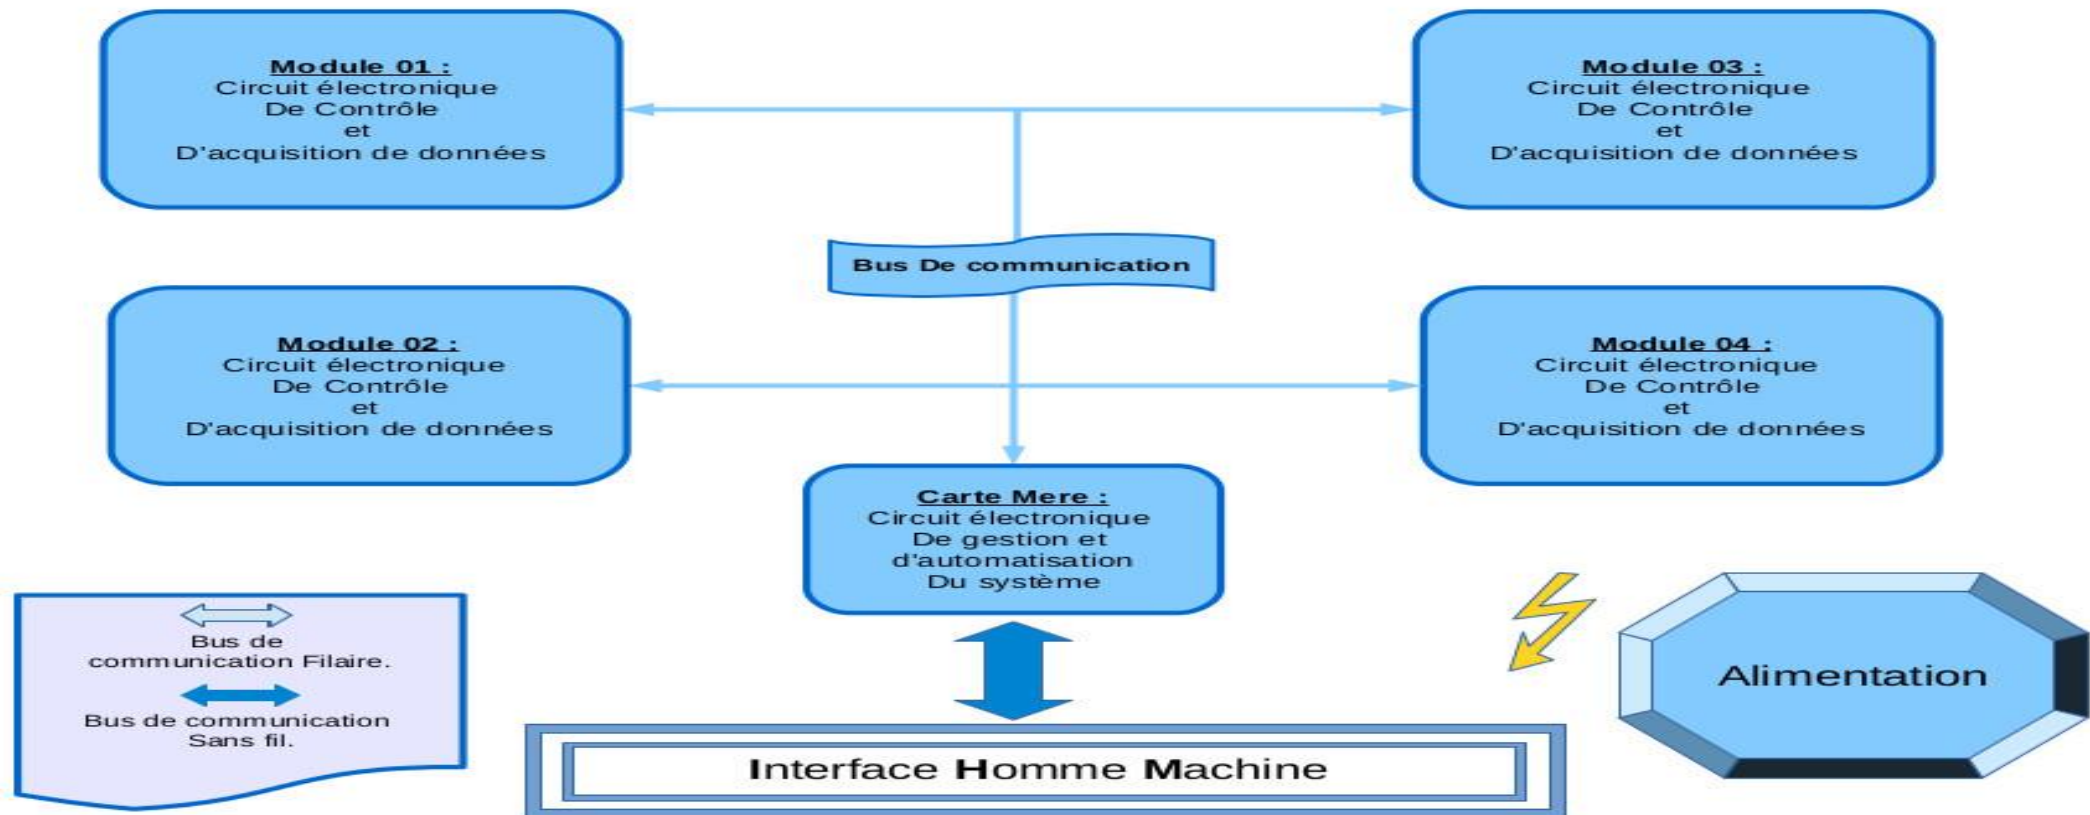 Module 01 :
Circuit électronique
De Contrôle
et
D'acquisition de données
Module 03 :
Circuit électronique
De Contrôle
et
D'acquisition de données
Bus De communication
Module 02 :
Circuit électronique
De Contrôle
et
D'acquisition de données
Module 04 :
Circuit électronique
De Contrôle
et
D'acquisition de données
Carte Mere :
Circuit électronique
De gestion et
d'automatisation
Du système
Bus de
communication Filaire.
Bus de communication
Sans fil.
Alimentation
Interface Homme Machine